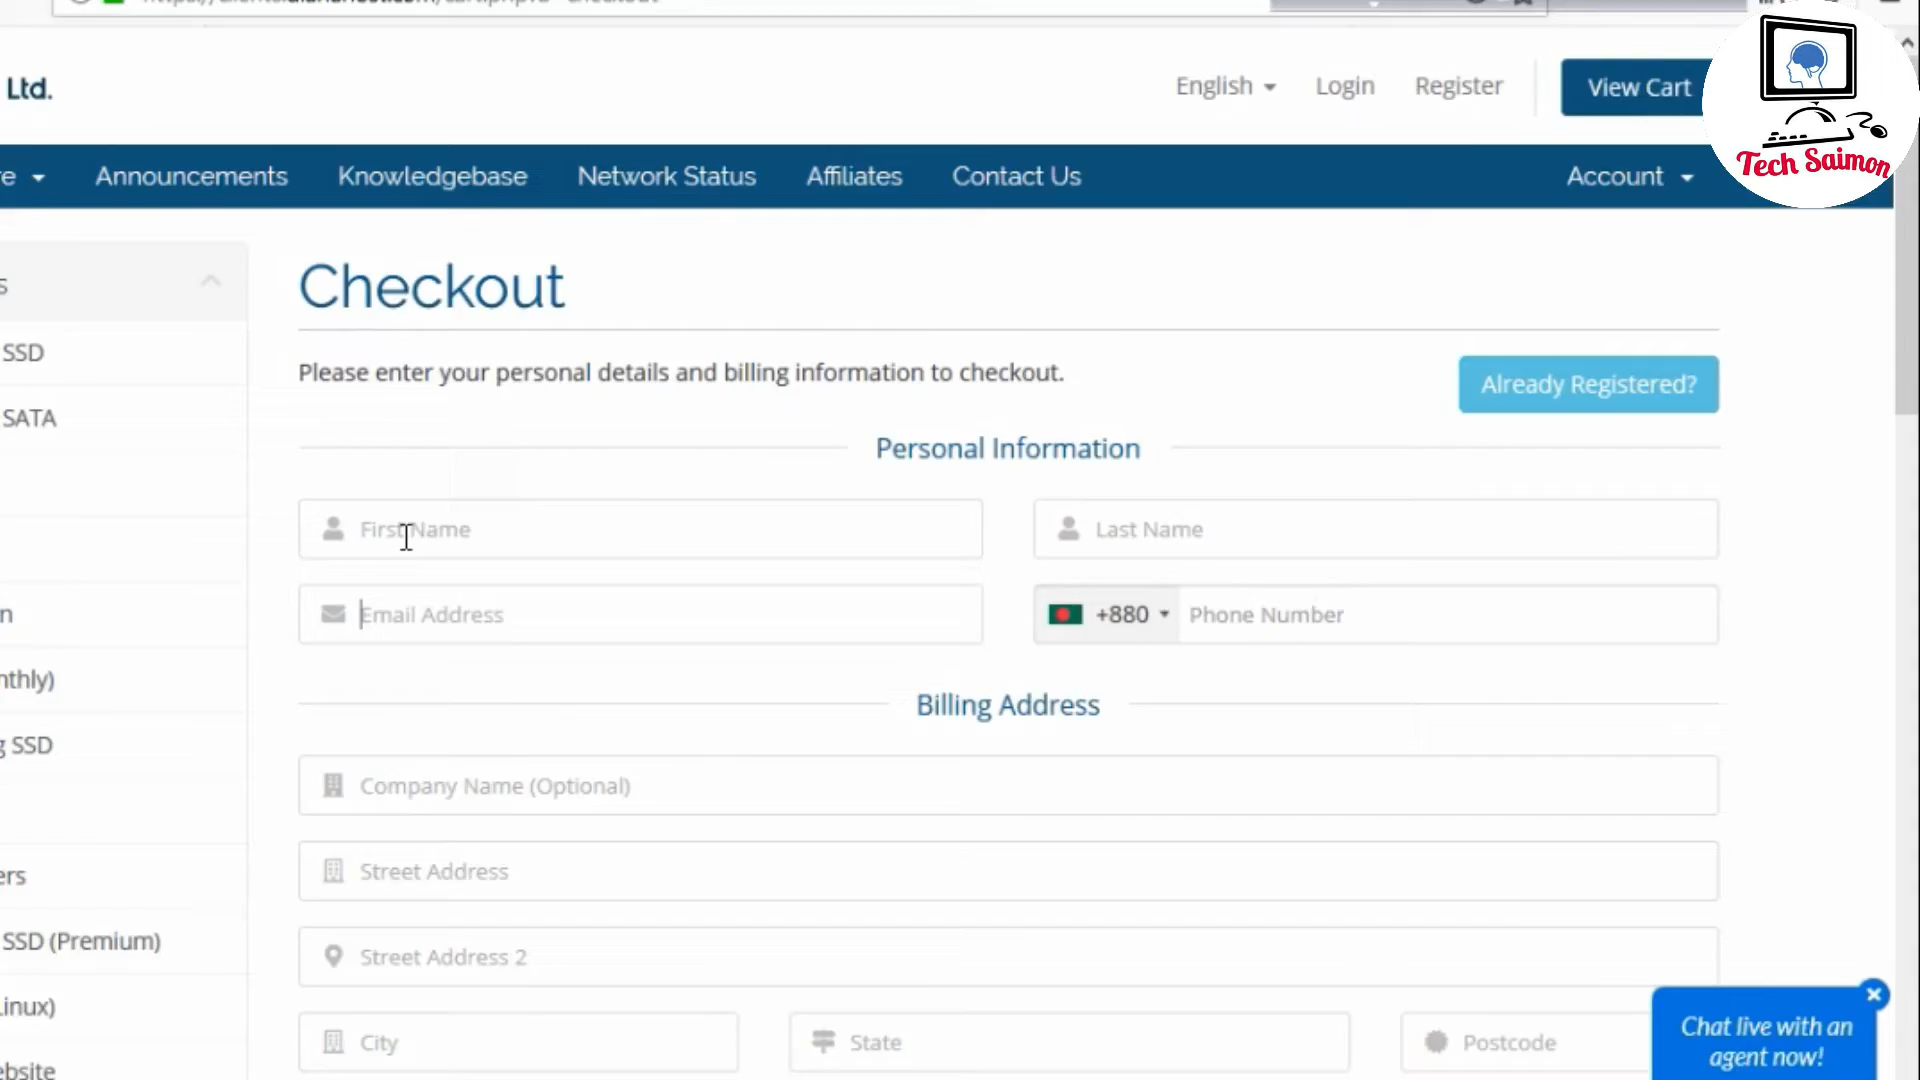 Ltd.
English
Login
Register
View Cart
Tech Saimon
Announcements
Knowledgebase
Network Status
Affiliates
Contact Us
Account
Checkout
SSD
Please enter your personal details and billing information to checkout.
Already Registered?
SATA
Personal Information
First Name
Last Name
Email Address
+880
Phone Number
nthly)
Billing Address
g SSD
Company Name (Optional)
Street Address
ers
SSD (Premium)
Street Address 2
Linux)
City
State
Postcode
Chat live with an
agent now!
ebsite